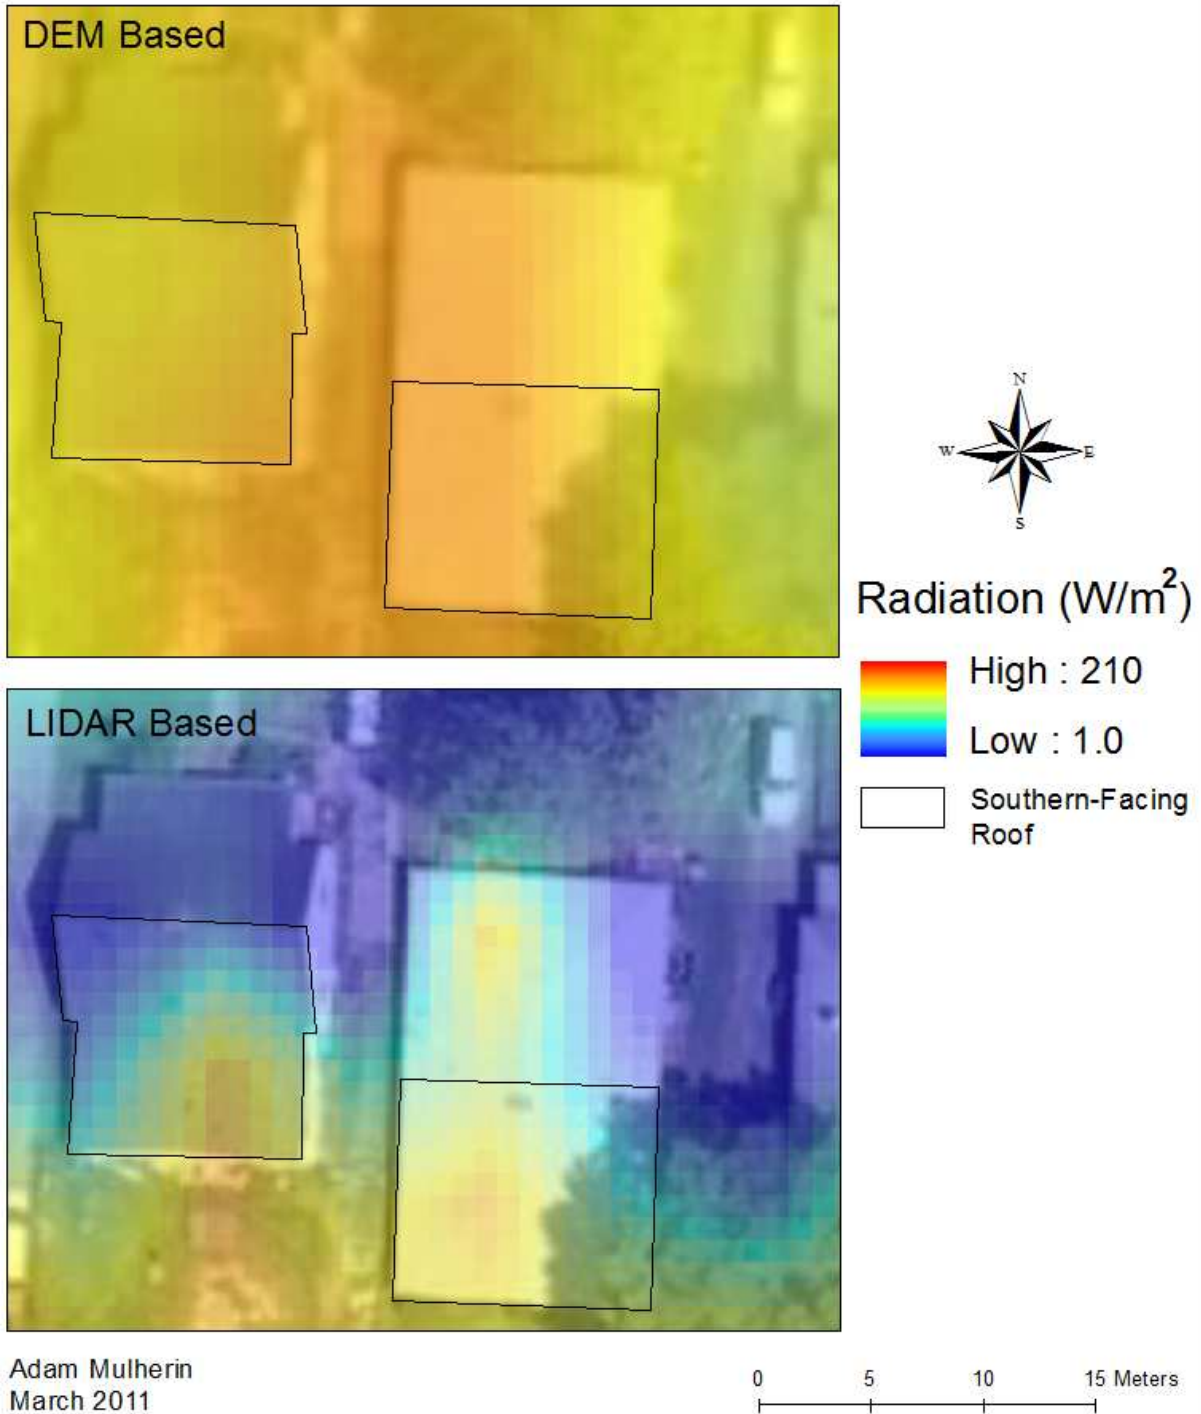 DEM Based
N
W E
S
Radiation (W/m²)
High : 210
Low : 1.0
Southern-Facing
Roof
LIDAR Based
Adam Mulherin
March 2011
0 5 10 15 Meters